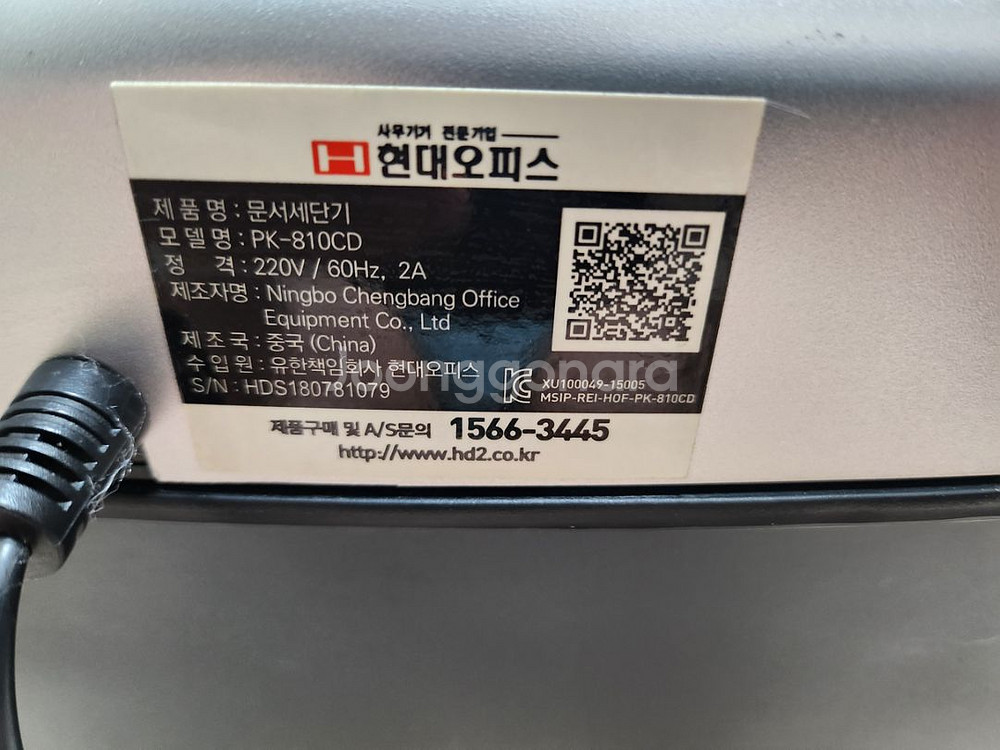 사무기기 전문기업
현대오피스
제 품 명 : 문서세단기
모 델 명 : PK-810CD
정 격 : 220V / 60Hz, 2A
제조자명 : Ningbo Chengbang Office
Equipment Co., Ltd
제 조 국 : 중국 (China)
수 입 원 : 유한책임회사 현대오피스
S/N : HDS180781079
joonggonara
XU100049-15005
MSIP-REI-HOF-PK-810CD
제품구매 및 A/S문의 1566-3445
http://www.hd2.co.kr